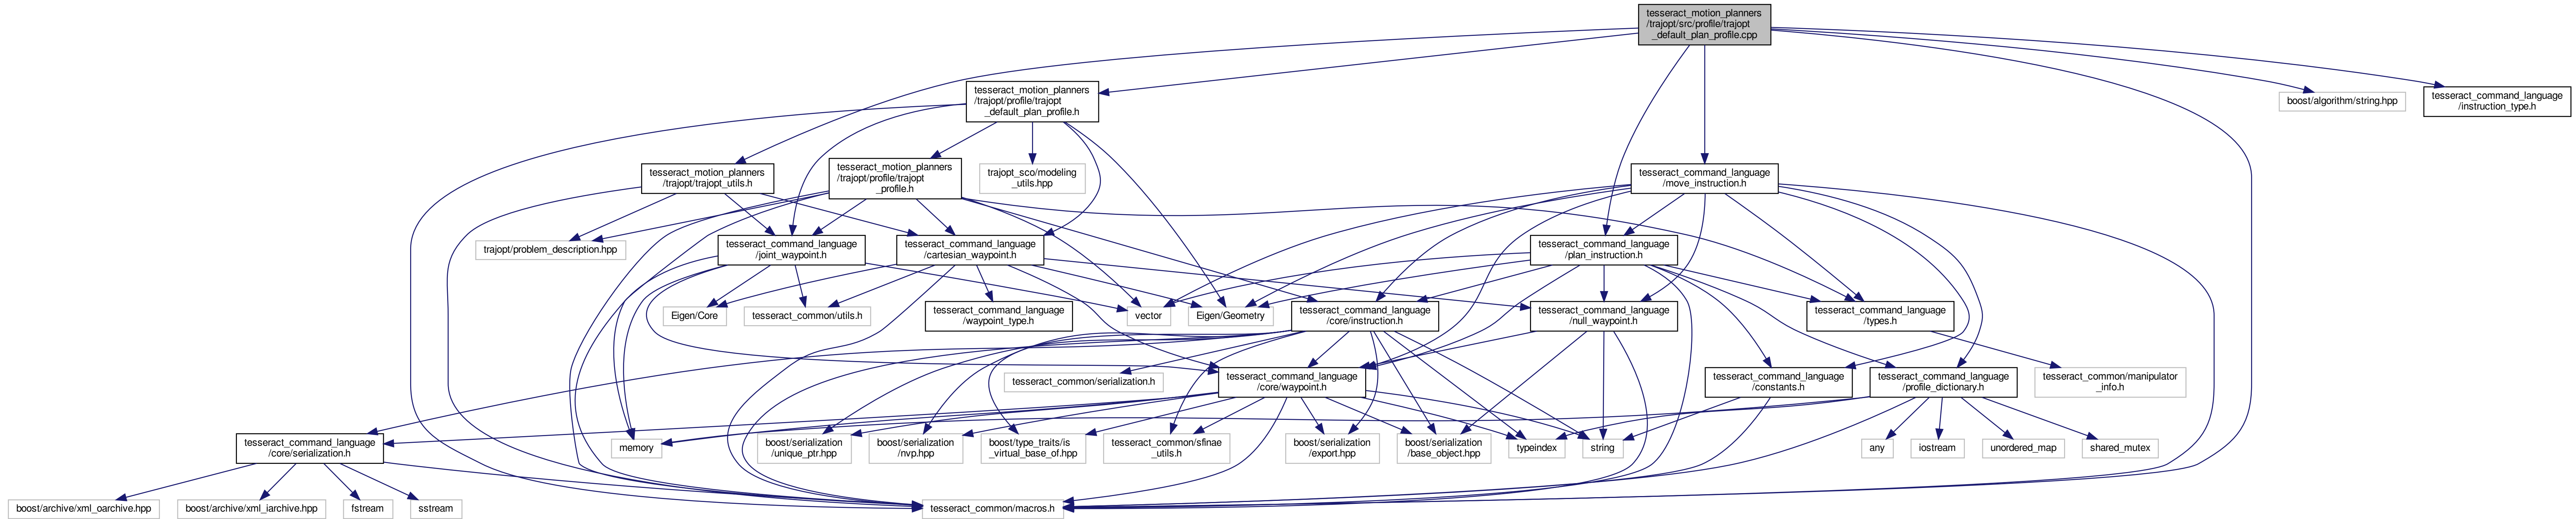 tesseract_motion_planners
/trajopt/src/profile/trajopt
_default_plan_profile.cpp
tesseract_motion_planners
/trajopt/profile/trajopt
_default_plan_profile.h
boost/algorithm/string.hpp
tesseract_command_language
/instruction_type.h
tesseract_motion_planners
/trajopt/trajopt_utils.h
tesseract_motion_planners
/trajopt/profile/trajopt
_profile.h
trajopt_sco/modeling
_utils.hpp
tesseract_command_language
/move_instruction.h
trajopt/problem_description.hpp
tesseract_command_language
/joint_waypoint.h
tesseract_command_language
/cartesian_waypoint.h
tesseract_command_language
/plan_instruction.h
Eigen/Core
tesseract_common/utils.h
tesseract_command_language
/waypoint_type.h
vector
Eigen/Geometry
tesseract_command_language
/core/instruction.h
tesseract_command_language
/null_waypoint.h
tesseract_command_language
/types.h
tesseract_common/serialization.h
tesseract_command_language
/core/waypoint.h
tesseract_command_language
/constants.h
tesseract_command_language
/profile_dictionary.h
tesseract_common/manipulator
_info.h
tesseract_command_language
/core/serialization.h
memory
boost/serialization
/unique_ptr.hpp
boost/serialization
/nvp.hpp
boost/type_traits/is
_virtual_base_of.hpp
tesseract_common/sfinae
_utils.h
boost/serialization
/export.hpp
boost/serialization
/base_object.hpp
typeindex
string
any
iostream
unordered_map
shared_mutex
boost/archive/xml_oarchive.hpp
boost/archive/xml_iarchive.hpp
fstream
sstream
tesseract_common/macros.h